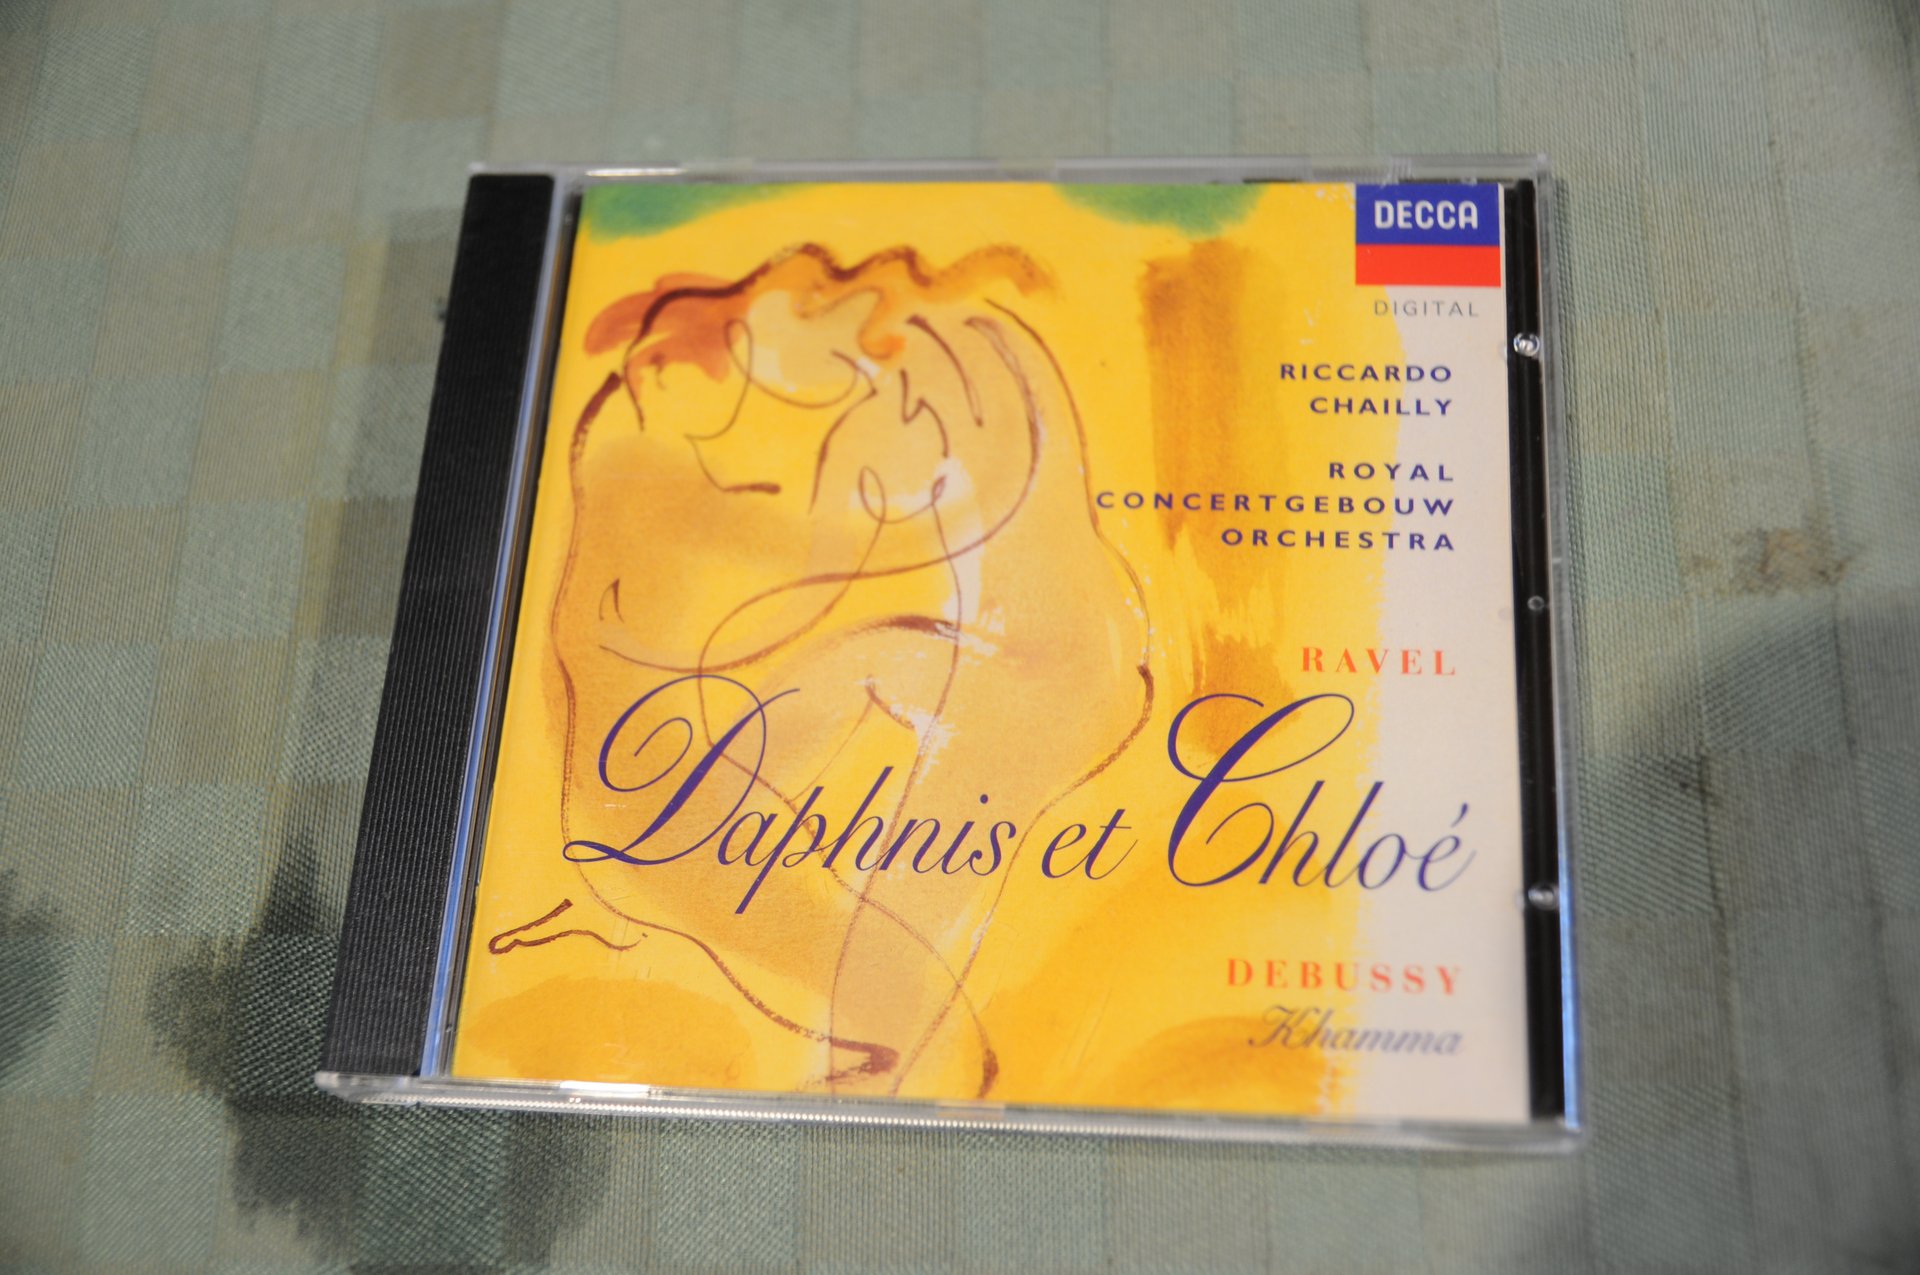 DECCA
DIGITAL
RICCARDO
CHAILLY
ROYAL
CONCERTGEBOUW
ORCHESTRA
RAVEL
Daphnis et Chloé
DEBUSSY
Khamma